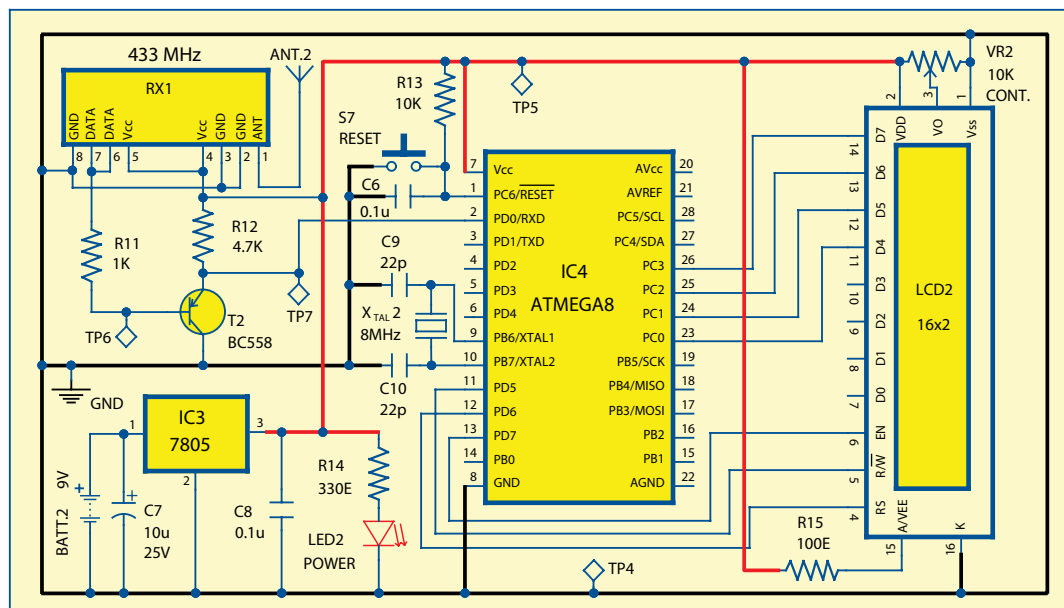 433 MHz
ANT.2
RX1
GND
DATA
DATA
Vcc
Vcc
GND
GND
ANT
8
7
6
5
4
3
2
1
R13
10K
S7
RESET
C6
0.1u
TP5
VR2
10K
CONT.
R11
1K
R12
4.7K
TP6
T2
BC558
TP7
C9
22p
XTAL 2
8MHz
C10
22p
IC4
ATMEGA8
7 Vcc
1 PC6/RESET
2 PD0/RXD
3 PD1/TXD
4 PD2
5 PD3
6 PD4
9 PB6/XTAL1
10 PB7/XTAL2
11 PD5
12 PD6
13 PD7
14 PB0
8 GND
AVcc 20
AVREF 21
PC5/SCL 28
PC4/SDA 27
PC3 26
PC2 25
PC1 24
PC0 23
PB5/SCK 19
PB4/MISO 18
PB3/MOSI 17
PB2 16
PB1 15
AGND 22
2
3
1
VDD
VO
Vss
14 D7
13 D6
12 D5
11 D4
10 D3
9 D2
8 D1
7 D0
6 EN
5 R/W
4 RS
15 A/VEE
16 K
LCD2
16x2
GND
IC3
7805
1
3
2
9V
BATT.2
C7
10u
25V
C8
0.1u
R14
330E
LED2
POWER
TP4
R15
100E